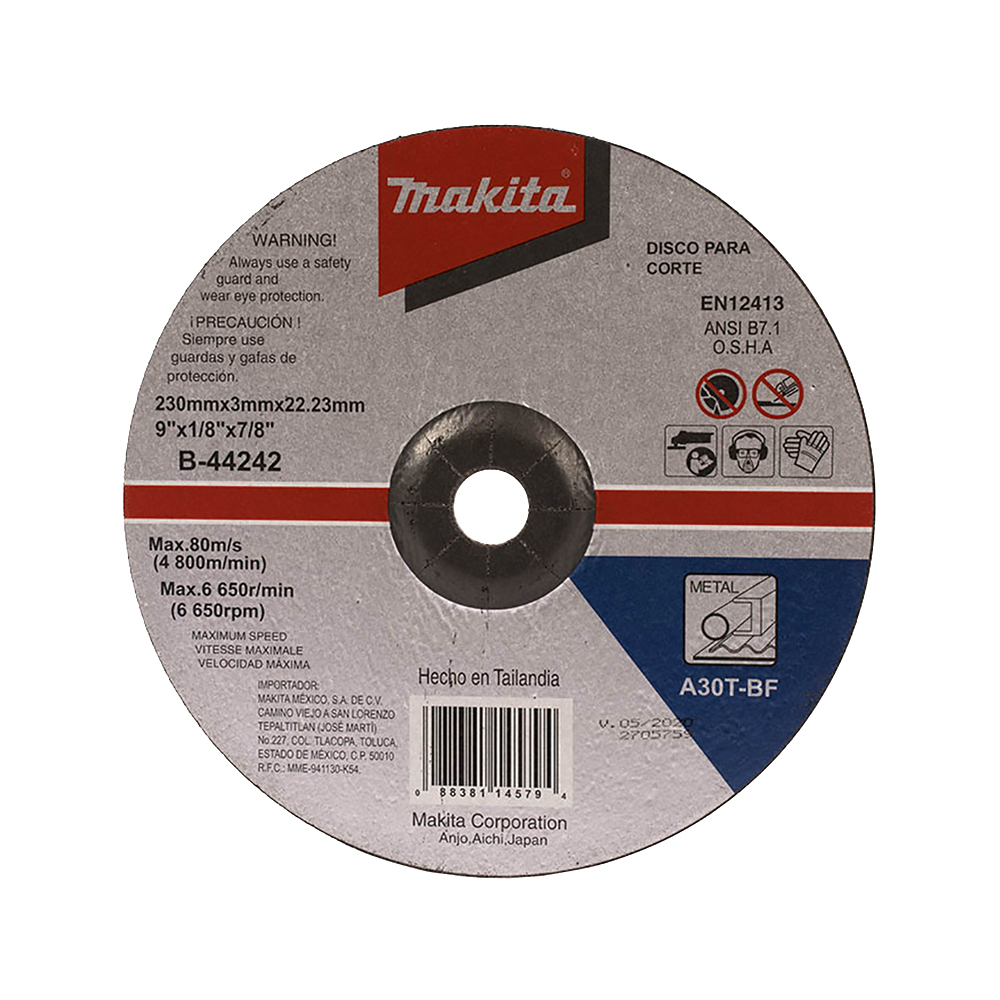 makita®
WARNING!
Always use a safety
guard and
wear eye protection.
¡PRECAUCIÓN !
Siempre use
guardas y gafas de
protección.
230mmx3mmx22.23mm
9"x1/8"x7/8"
B-44242
DISCO PARA
CORTE
EN12413
ANSI B7.1
O.S.H.A
Max.80m/s
(4 800m/min)
Max.6 650r/min
(6 650rpm)
MAXIMUM SPEED
VITESSE MAXIMALE
VELOCIDAD MÁXIMA
IMPORTADOR:
MAKITA MÉXICO, S.A. DE C.V.
CAMINO VIEJO A SAN LORENZO
TEPALTITLAN (JOSÉ MARTÍ)
No.227, COL. TLACOPA, TOLUCA,
ESTADO DE MÉXICO, C.P. 50010
R.F.C.: MME-941130-K54.
Hecho en Tailandia
0 88381 14579 4
Makita Corporation
Anjo,Aichi,Japan
METAL
A30T-BF
V.05/2020
2705759